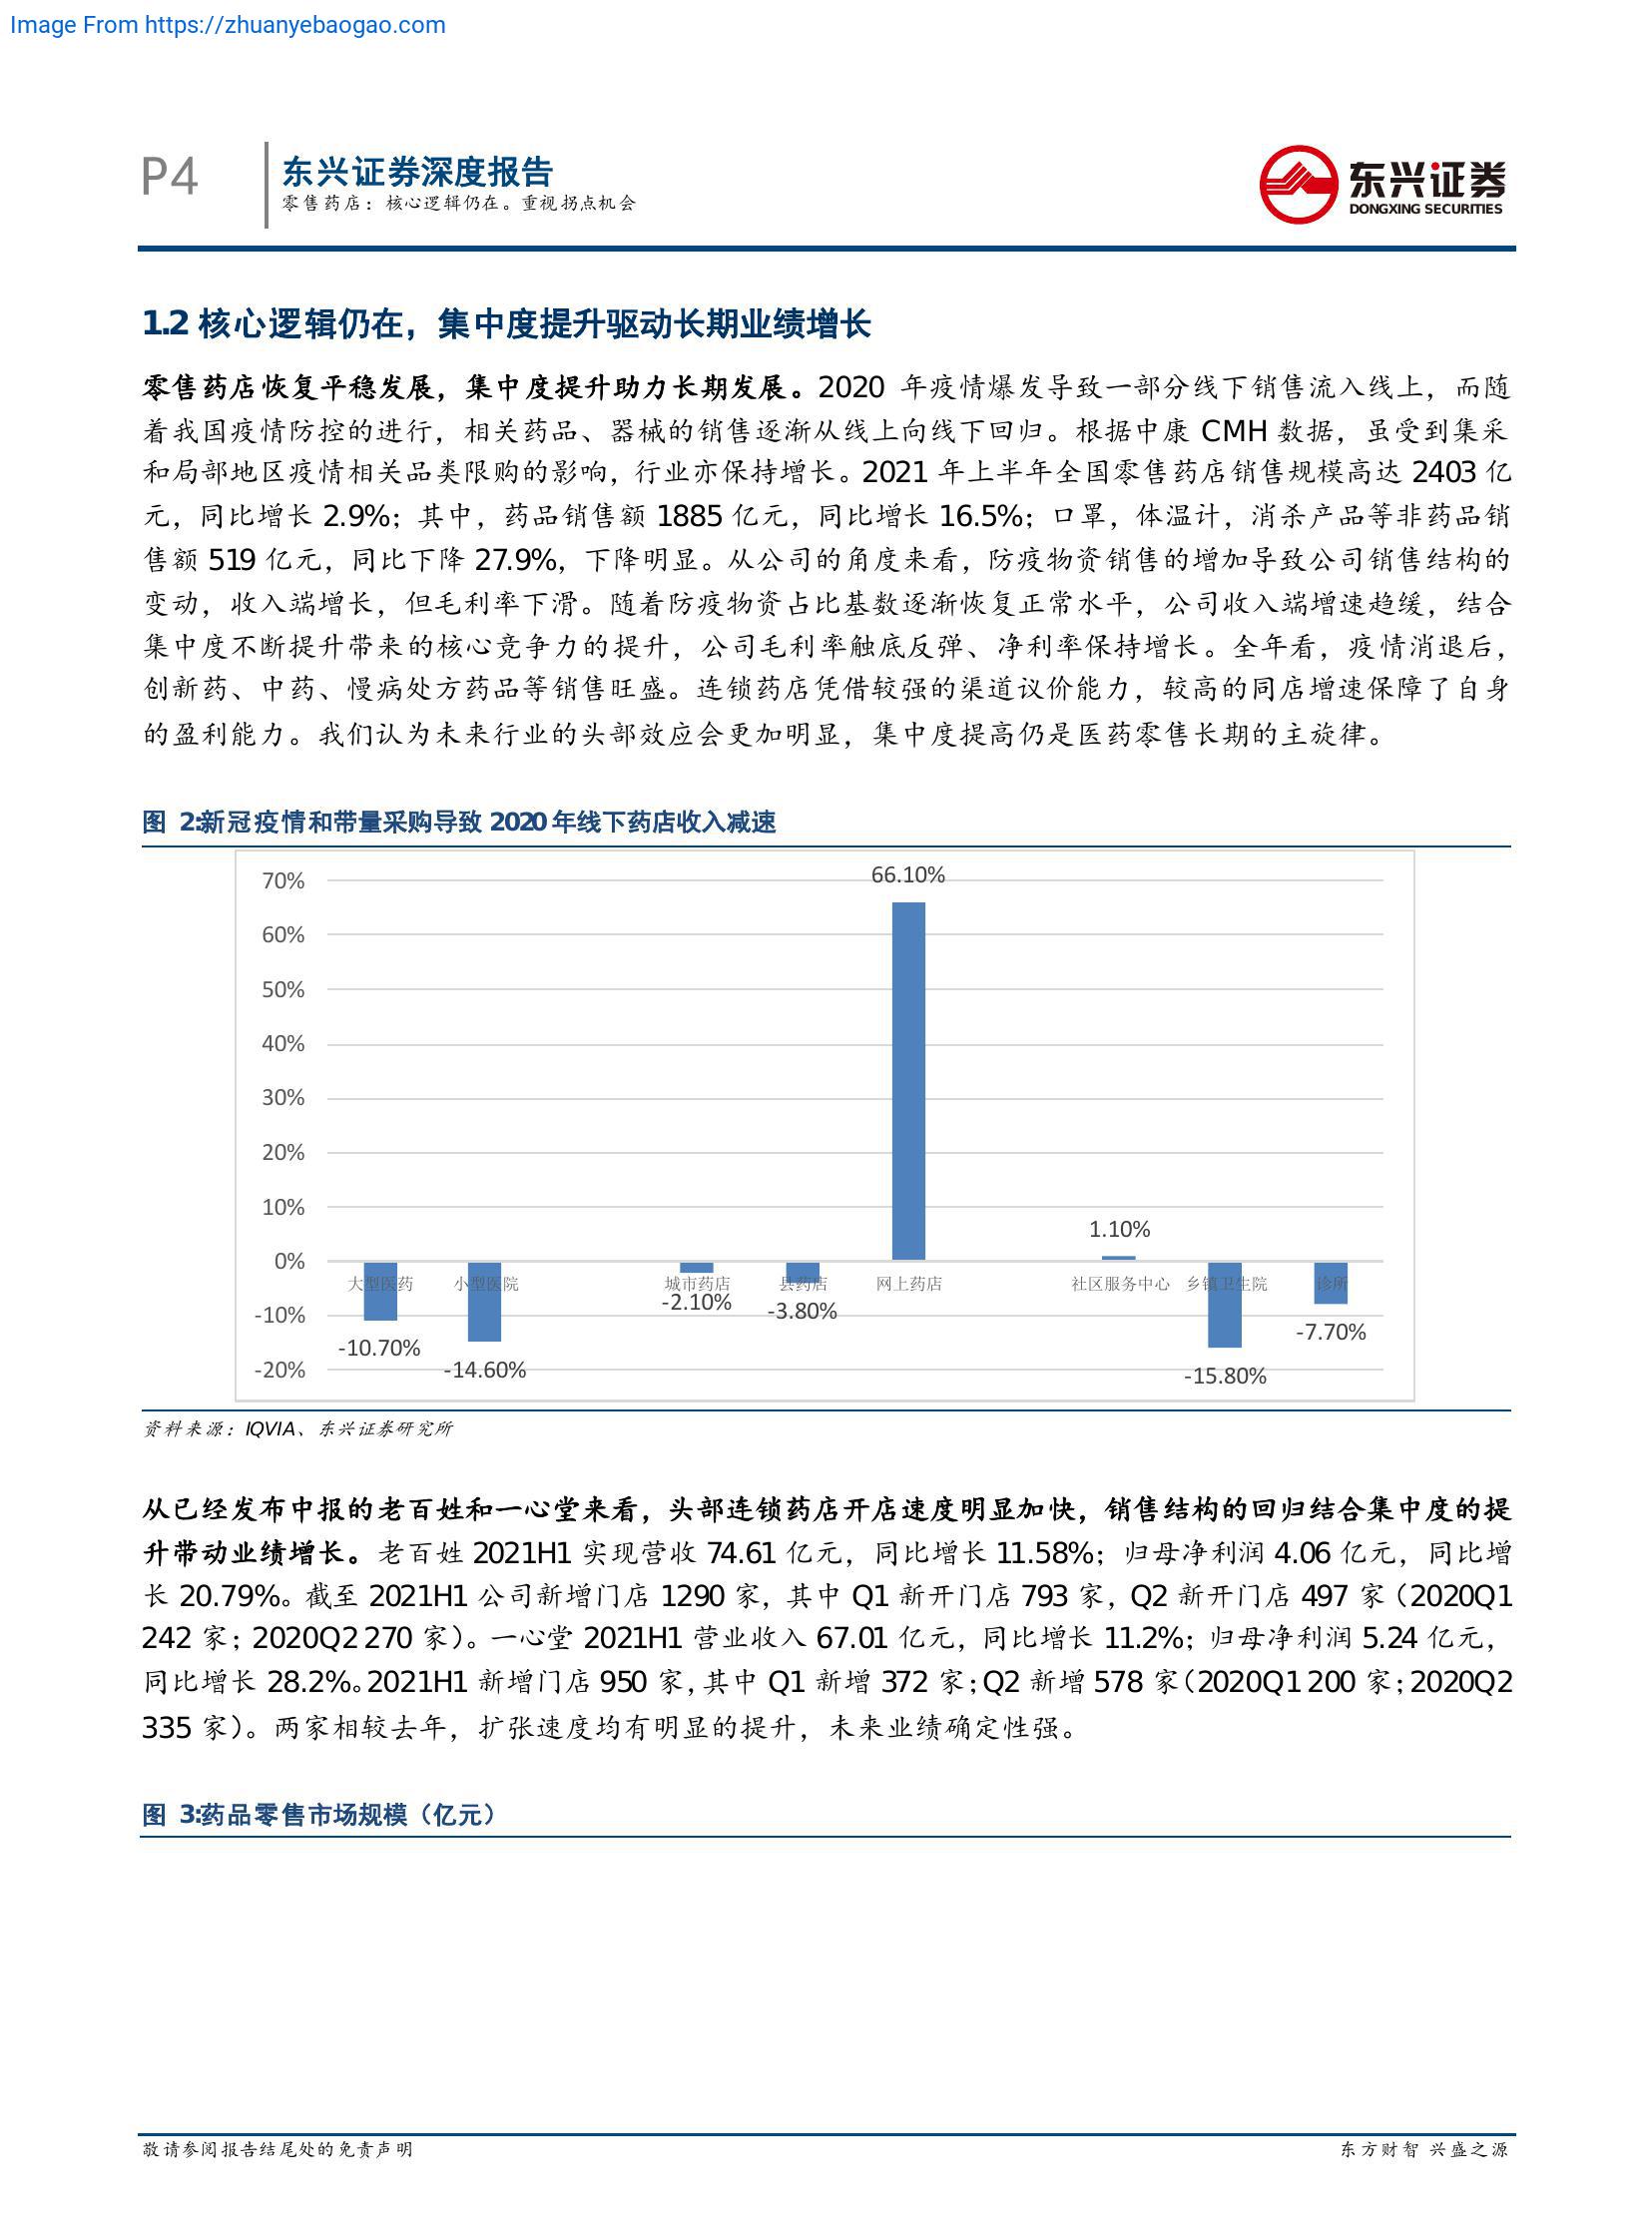 Image From https://zhuanyebaogao.com
P4
东兴证券深度报告
零售药店：核心逻辑仍在。重视拐点机会
东兴证券
DONGXING SECURITIES
1.2 核心逻辑仍在，集中度提升驱动长期业绩增长
零售药店恢复平稳发展，集中度提升助力长期发展。2020 年疫情爆发导致一部分线下销售流入线上，而随
着我国疫情防控的进行，相关药品、器械的销售逐渐从线上向线下回归。根据中康 CMH 数据，虽受到集采
和局部地区疫情相关品类限购的影响，行业亦保持增长。2021 年上半年全国零售药店销售规模高达 2403 亿
元，同比增长 2.9%；其中，药品销售额 1885 亿元，同比增长 16.5%；口罩，体温计，消杀产品等非药品销
售额 519 亿元，同比下降 27.9%，下降明显。从公司的角度来看，防疫物资销售的增加导致公司销售结构的
变动，收入端增长，但毛利率下滑。随着防疫物资占比基数逐渐恢复正常水平，公司收入端增速趋缓，结合
集中度不断提升带来的核心竞争力的提升，公司毛利率触底反弹、净利率保持增长。全年看，疫情消退后，
创新药、中药、慢病处方药品等销售旺盛。连锁药店凭借较强的渠道议价能力，较高的同店增速保障了自身
的盈利能力。我们认为未来行业的头部效应会更加明显，集中度提高仍是医药零售长期的主旋律。
图 2:新冠疫情和带量采购导致 2020 年线下药店收入减速
70%
60%
50%
40%
30%
20%
10%
0%
-10%
-20%
66.10%
1.10%
大型医药 小型医院 城市药店 县药店 网上药店 社区服务中心 乡镇卫生院 诊所
-2.10%
-3.80%
-7.70%
-10.70%
-14.60%
-15.80%
资料来源：IQVIA、东兴证券研究所
从已经发布中报的老百姓和一心堂来看，头部连锁药店开店速度明显加快，销售结构的回归结合集中度的提
升带动业绩增长。老百姓 2021H1 实现营收 74.61 亿元，同比增长 11.58%；归母净利润 4.06 亿元，同比增
长 20.79%。截至 2021H1 公司新增门店 1290 家，其中 Q1 新开门店 793 家，Q2 新开门店 497 家（2020Q1
242 家；2020Q2 270 家）。一心堂 2021H1 营业收入 67.01 亿元，同比增长 11.2%；归母净利润 5.24 亿元，
同比增长 28.2%。2021H1 新增门店 950 家，其中 Q1 新增 372 家；Q2 新增 578 家（2020Q1 200 家；2020Q2
335 家）。两家相较去年，扩张速度均有明显的提升，未来业绩确定性强。
图 3:药品零售市场规模（亿元）
敬请参阅报告结尾处的免责声明
东方财智 兴盛之源